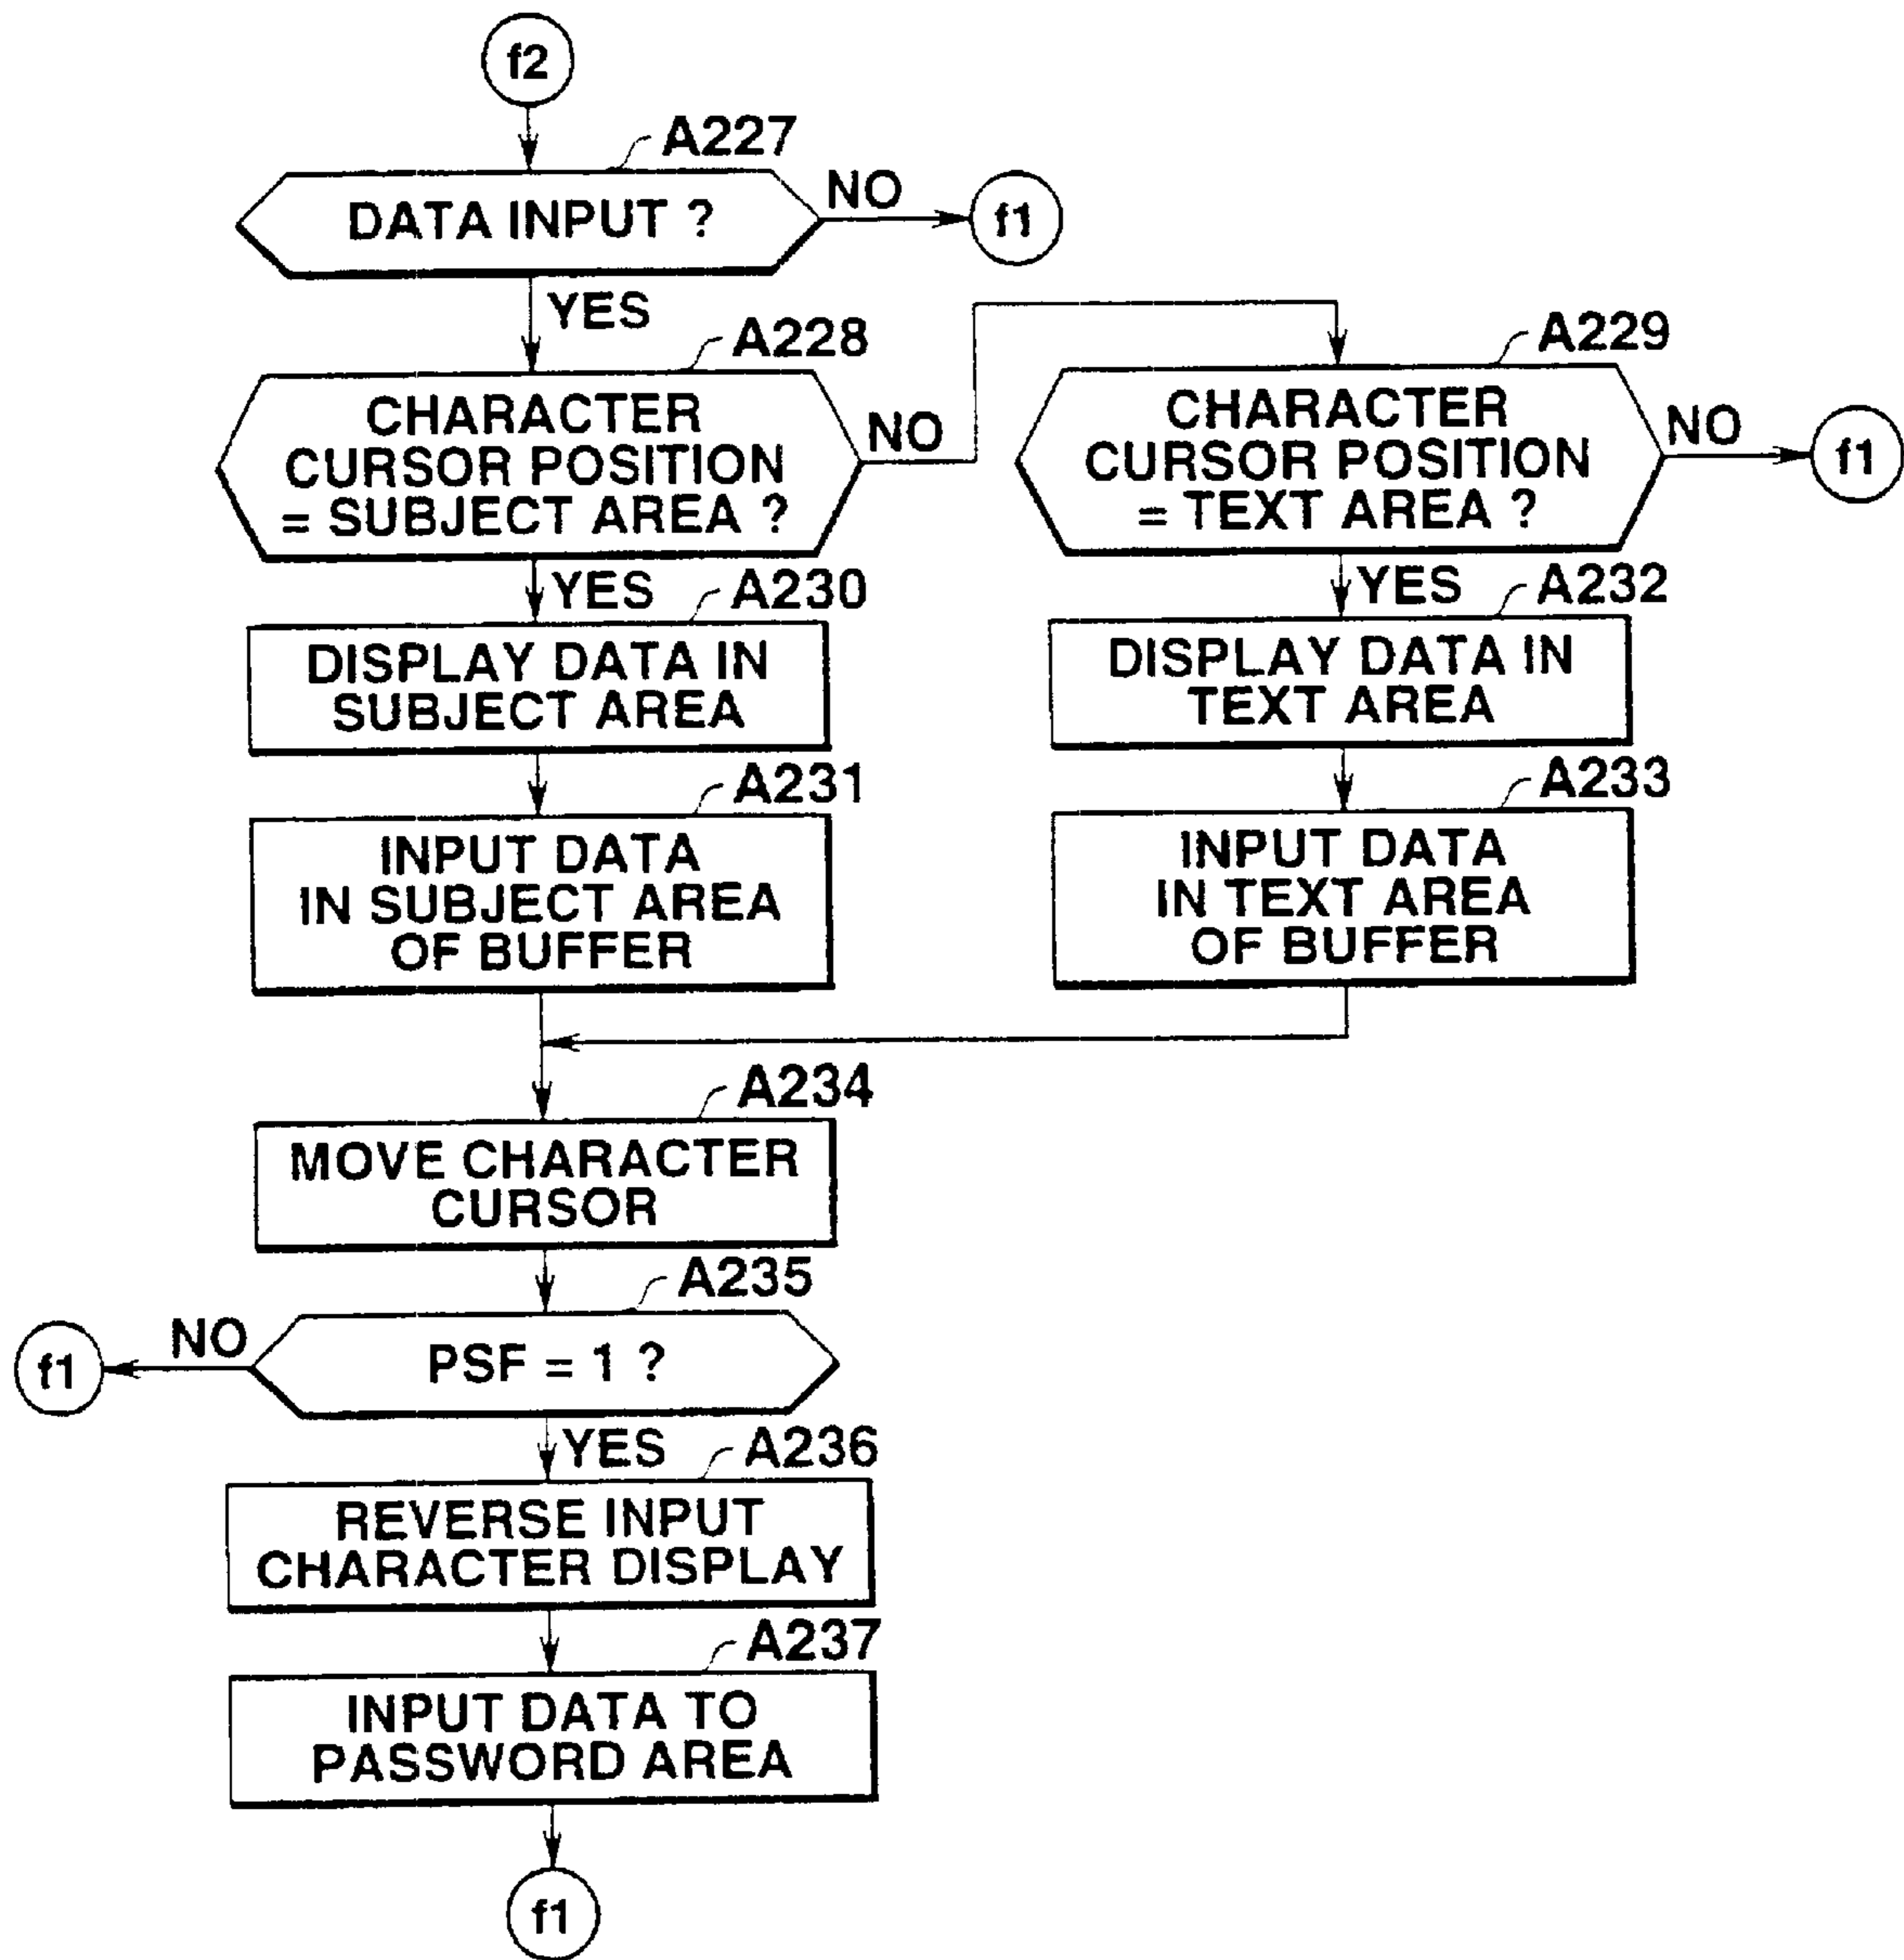 f2
A227
DATA INPUT ?
NO
f1
YES
A228
CHARACTER
CURSOR POSITION
= SUBJECT AREA ?
NO
A229
CHARACTER
CURSOR POSITION
= TEXT AREA ?
NO
f1
YES
A230
DISPLAY DATA IN
SUBJECT AREA
YES
A232
DISPLAY DATA IN
TEXT AREA
A231
INPUT DATA
IN SUBJECT AREA
OF BUFFER
A233
INPUT DATA
IN TEXT AREA
OF BUFFER
A234
MOVE CHARACTER
CURSOR
A235
PSF = 1 ?
NO
f1
YES
A236
REVERSE INPUT
CHARACTER DISPLAY
A237
INPUT DATA TO
PASSWORD AREA
f1